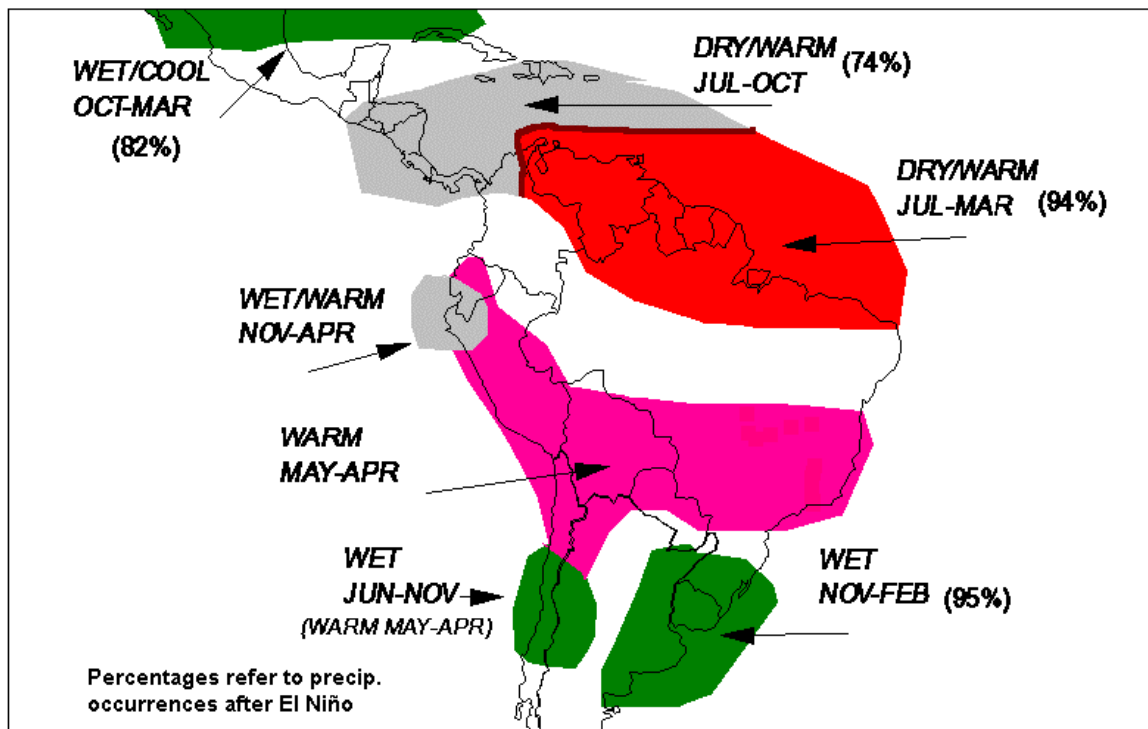 WET/COOL
OCT-MAR
(82%)
DRY/WARM (74%)
JUL-OCT
DRY/WARM
JUL-MAR (94%)
WET/WARM
NOV-APR
WARM
MAY-APR
WET
JUN-NOV
(WARM MAY-APR)
WET
NOV-FEB (95%)
Percentages refer to precip.
occurrences after El Niño